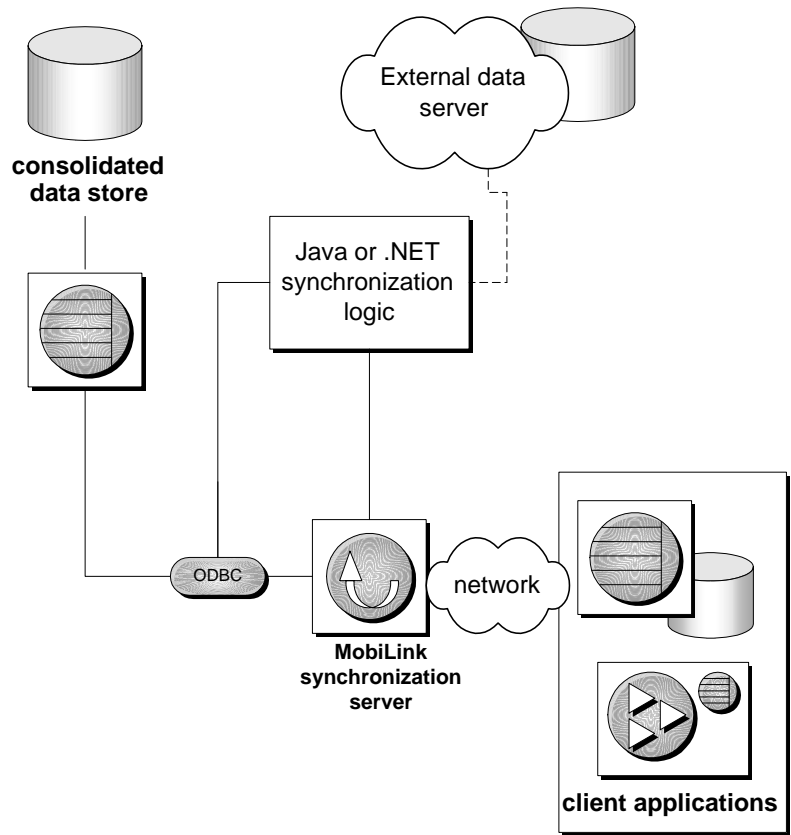 External data
server
consolidated
data store
Java or .NET
synchronization
logic
ODBC
network
MobiLink
synchronization
server
client applications